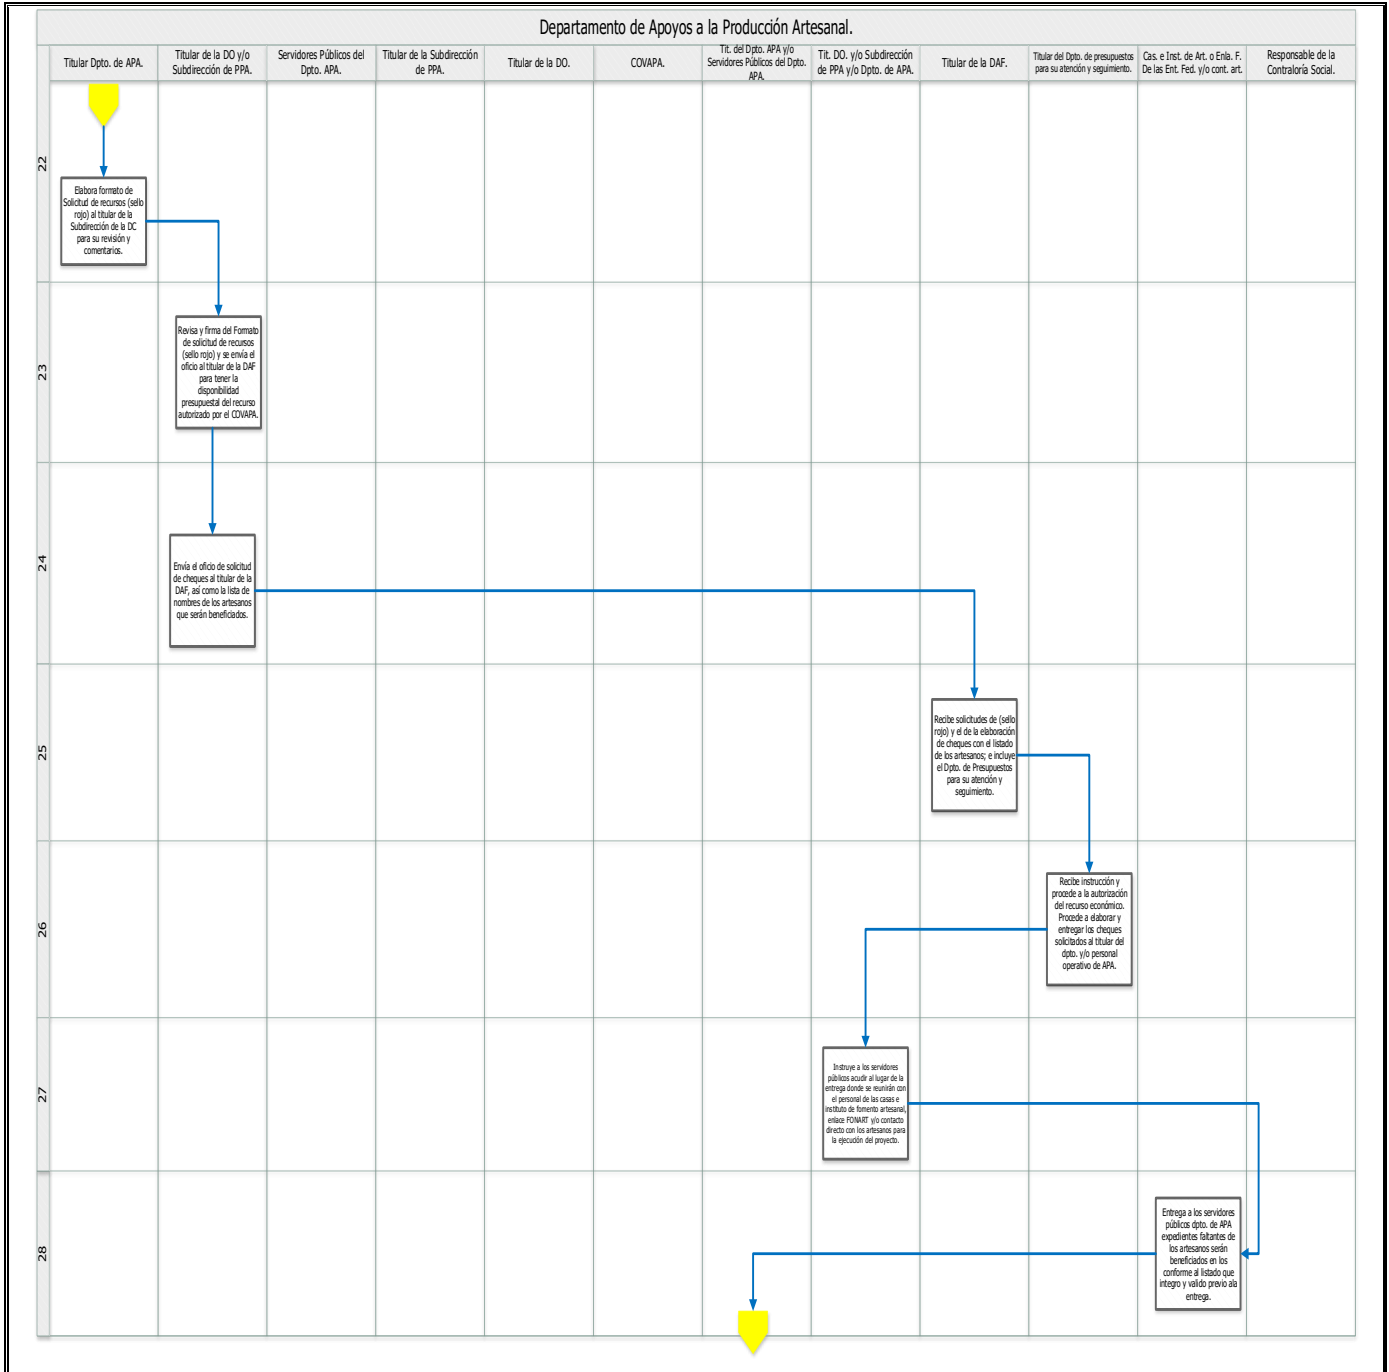 Departamento de Apoyos a la Producción Artesanal.
Titular Dpto. de APA.
Titular de la DO y/o
Subdirección de PPA.
Servidores Públicos del
Dpto. APA.
Titular de la Subdirección
de PPA.
Titular de la DO.
COVAPA.
Tit. del Dpto. APA y/o
Servidores Públicos del Dpto.
APA.
Tit. DO. y/o Subdirección
de PPA y/o Dpto. de APA.
Titular de la DAF.
Titular del Dpto. de presupuestos
para su atención y seguimiento.
Cas. e Inst. de Art. o Enla. F.
De las Ent. Fed. y/o cont. art.
Responsable de la
Contraloría Social.
22
Elabora formato de
Solicitud de recursos (sello
rojo) al titular de la
Subdirección de la DC
para su revisión y
comentarios.
23
Revisa y firma del Formato
de solicitud de recursos
(sello rojo) y se envía el
oficio al titular de la DAF
para tener la
disponibilidad
presupuestal del recurso
autorizado por el COVAPA.
24
Envía el oficio de solicitud
de cheques al titular de la
DAF, así como la lista de
nombres de los artesanos
que serán beneficiados.
25
Recibe solicitudes de (sello
rojo) y el de la elaboración
de cheques con el listado
de los artesanos; e incluye
el Dpto. de Presupuestos
para su atención y
seguimiento.
26
Recibe instrucción y
procede a la autorización
del recurso económico.
Procede a elaborar y
entregar los cheques
solicitados al titular del
dpto. y/o personal
operativo de APA.
27
Instruye a los servidores
públicos acudir al lugar de la
entrega donde se reunirán con
el personal de las casas e
instituto de fomento artesanal,
enlace FONART y/o contacto
directo con los artesanos para
la ejecución del proyecto.
28
Entrega a los servidores
públicos dpto. de APA
expedientes faltantes de
los artesanos serán
beneficiados en los
conforme al listado que
integro y valido previo ala
entrega.